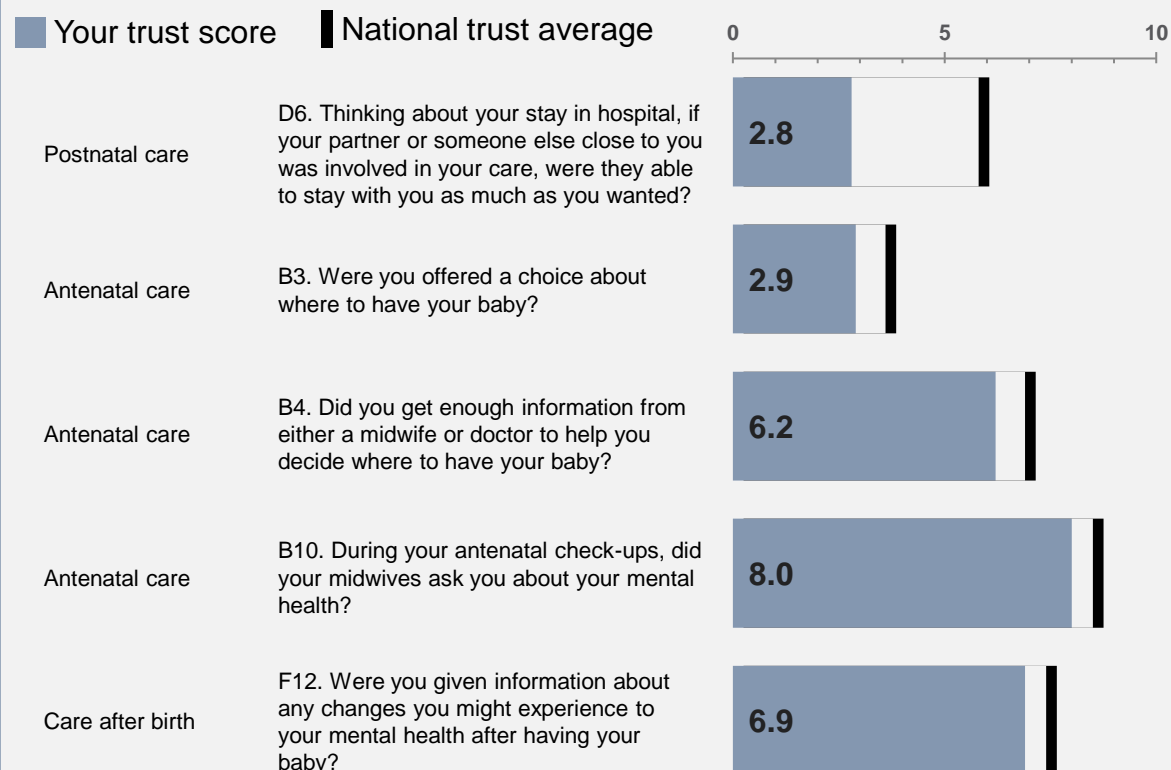 Your trust score
National trust average
0 5 10
Postnatal care
D6. Thinking about your stay in hospital, if
your partner or someone else close to you
was involved in your care, were they able
to stay with you as much as you wanted?
2.8
Antenatal care
B3. Were you offered a choice about
where to have your baby?
2.9
Antenatal care
B4. Did you get enough information from
either a midwife or doctor to help you
decide where to have your baby?
6.2
Antenatal care
B10. During your antenatal check-ups, did
your midwives ask you about your mental
health?
8.0
Care after birth
F12. Were you given information about
any changes you might experience to
your mental health after having your
baby?
6.9